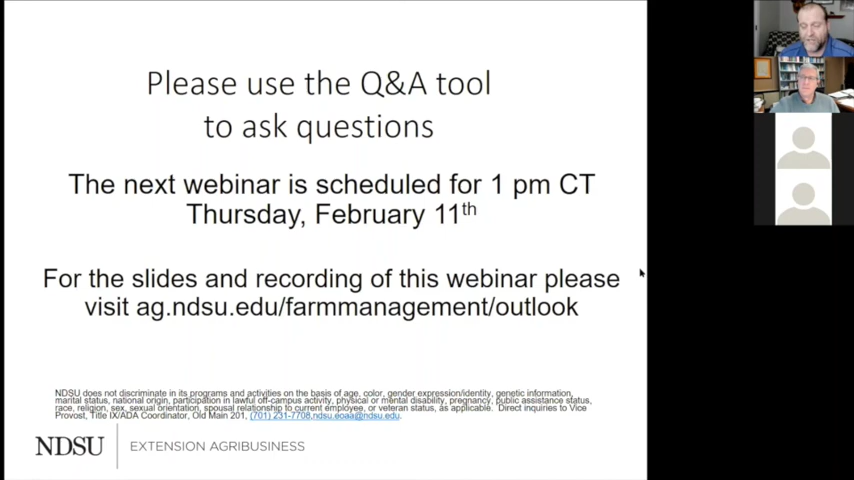 Please use the Q&A tool
to ask questions
The next webinar is scheduled for 1 pm CT
Thursday, February 11th
For the slides and recording of this webinar please
visit ag.ndsu.edu/farmmanagement/outlook
NDSU does not discriminate in its programs and activities on the basis of age, color, gender expression/identity, genetic information,
marital status, national origin, participation in lawful off-campus activity, physical or mental disability, pregnancy, public assistance status,
race, religion, sex, sexual orientation, spousal relationship to current employee, or veteran status, as applicable. Direct inquiries to Vice
Provost, Title IX/ADA Coordinator, Old Main 201, (701) 231-7708,ndsu.eoaa@ndsu.edu.
NDSU EXTENSION AGRIBUSINESS